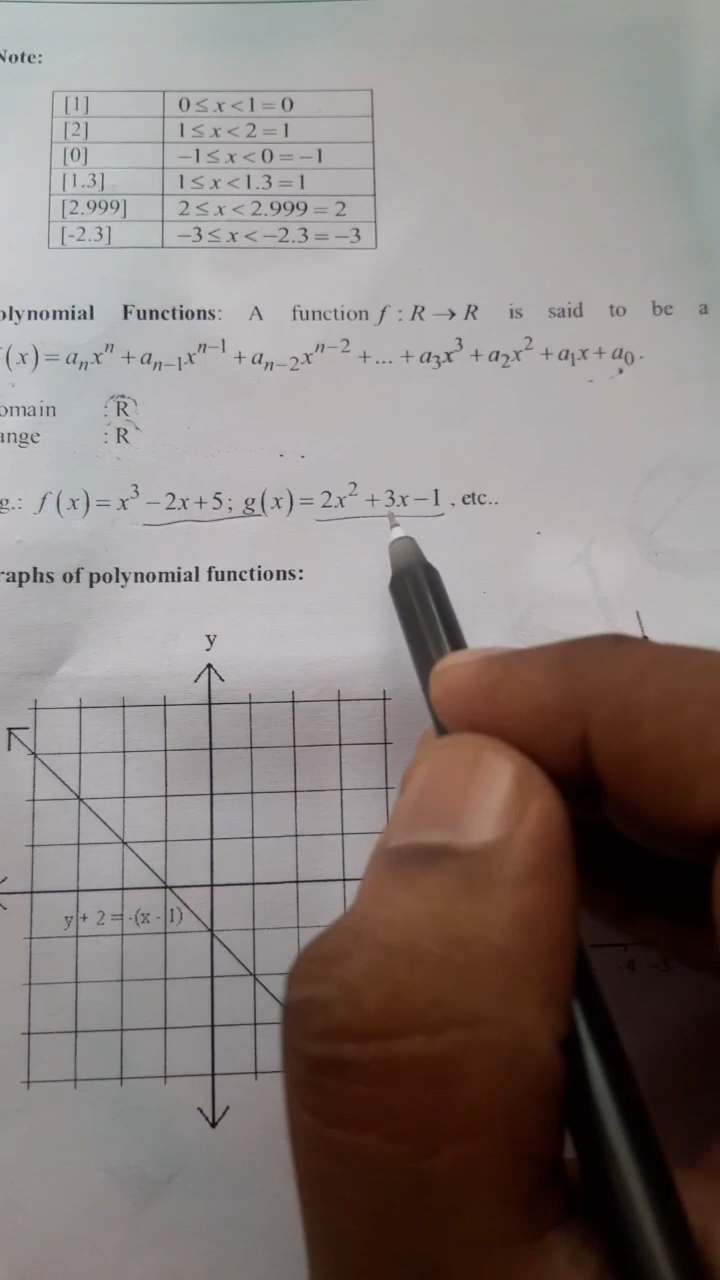 Note:
[1] 0 ≤ x < 1 = 0
[2] 1 ≤ x < 2 = 1
[0] −1 ≤ x < 0 = −1
[1.3] 1 ≤ x < 1.3 = 1
[2.999] 2 ≤ x < 2.999 = 2
[-2.3] −3 ≤ x < −2.3 = −3
olynomial Functions: A function f : R → R is said to be a
(x) = aₙxⁿ + aₙ₋₁xⁿ⁻¹ + aₙ₋₂xⁿ⁻² + ... + a₃x³ + a₂x² + a₁x + a₀.
omain : R
ange : R
g.: f(x) = x³ − 2x + 5; g(x) = 2x² + 3x − 1, etc..
raphs of polynomial functions:
y
y + 2 = -(x - 1)
-4 -3